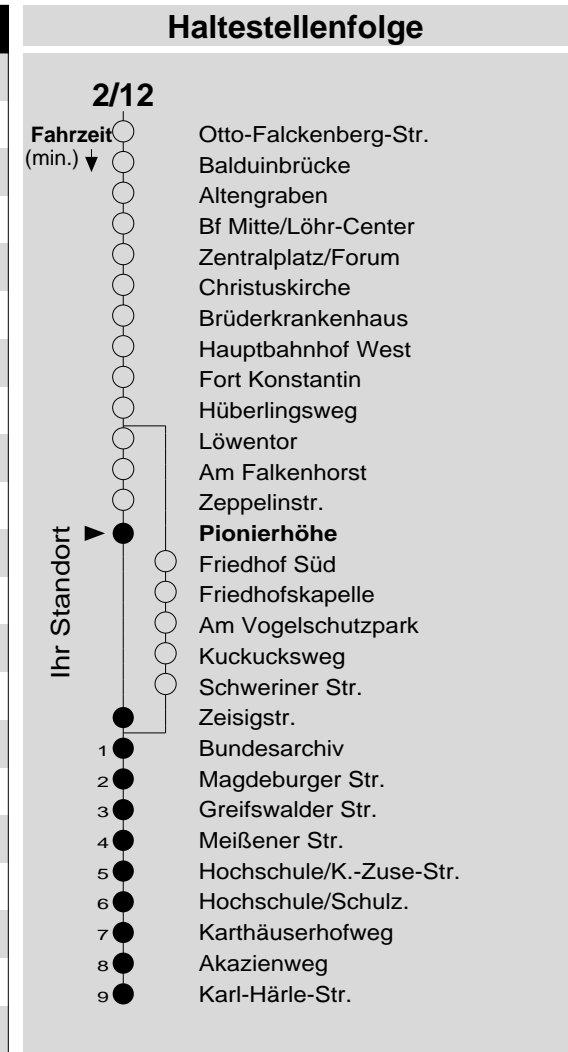 Haltestellenfolge
2/12
Fahrzeit
(min.)
Otto-Falckenberg-Str.
Balduinbrücke
Altengraben
Bf Mitte/Löhr-Center
Zentralplatz/Forum
Christuskirche
Brüderkrankenhaus
Hauptbahnhof West
Fort Konstantin
Hüberlingsweg
Löwentor
Am Falkenhorst
Zeppelinstr.
Ihr Standort
Pionierhöhe
Friedhof Süd
Friedhofskapelle
Am Vogelschutzpark
Kuckucksweg
Schweriner Str.
Zeisigstr.
1 Bundesarchiv
2 Magdeburger Str.
3 Greifswalder Str.
4 Meißener Str.
5 Hochschule/K.-Zuse-Str.
6 Hochschule/Schulz.
7 Karthäuserhofweg
8 Akazienweg
9 Karl-Härle-Str.